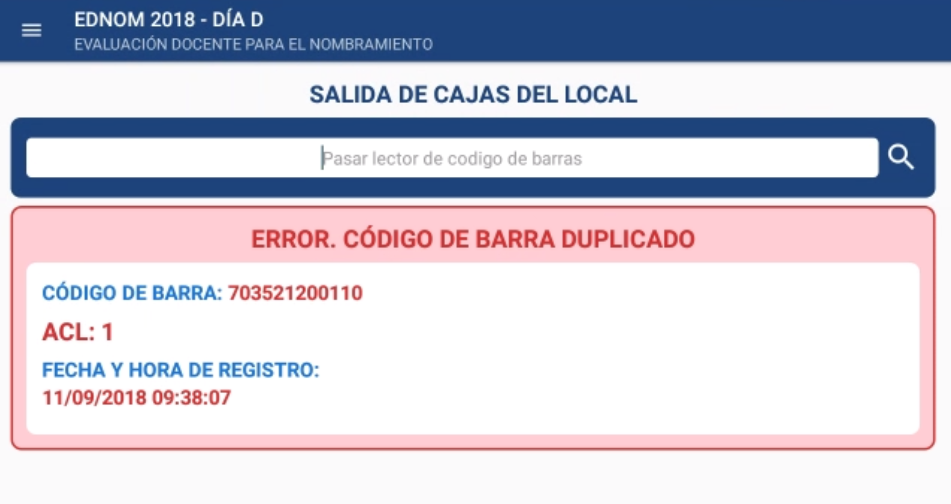 EDNOM 2018 - DÍA D
EVALUACIÓN DOCENTE PARA EL NOMBRAMIENTO
SALIDA DE CAJAS DEL LOCAL
Pasar lector de codigo de barras
ERROR. CÓDIGO DE BARRA DUPLICADO
CÓDIGO DE BARRA: 703521200110
ACL: 1
FECHA Y HORA DE REGISTRO:
11/09/2018 09:38:07